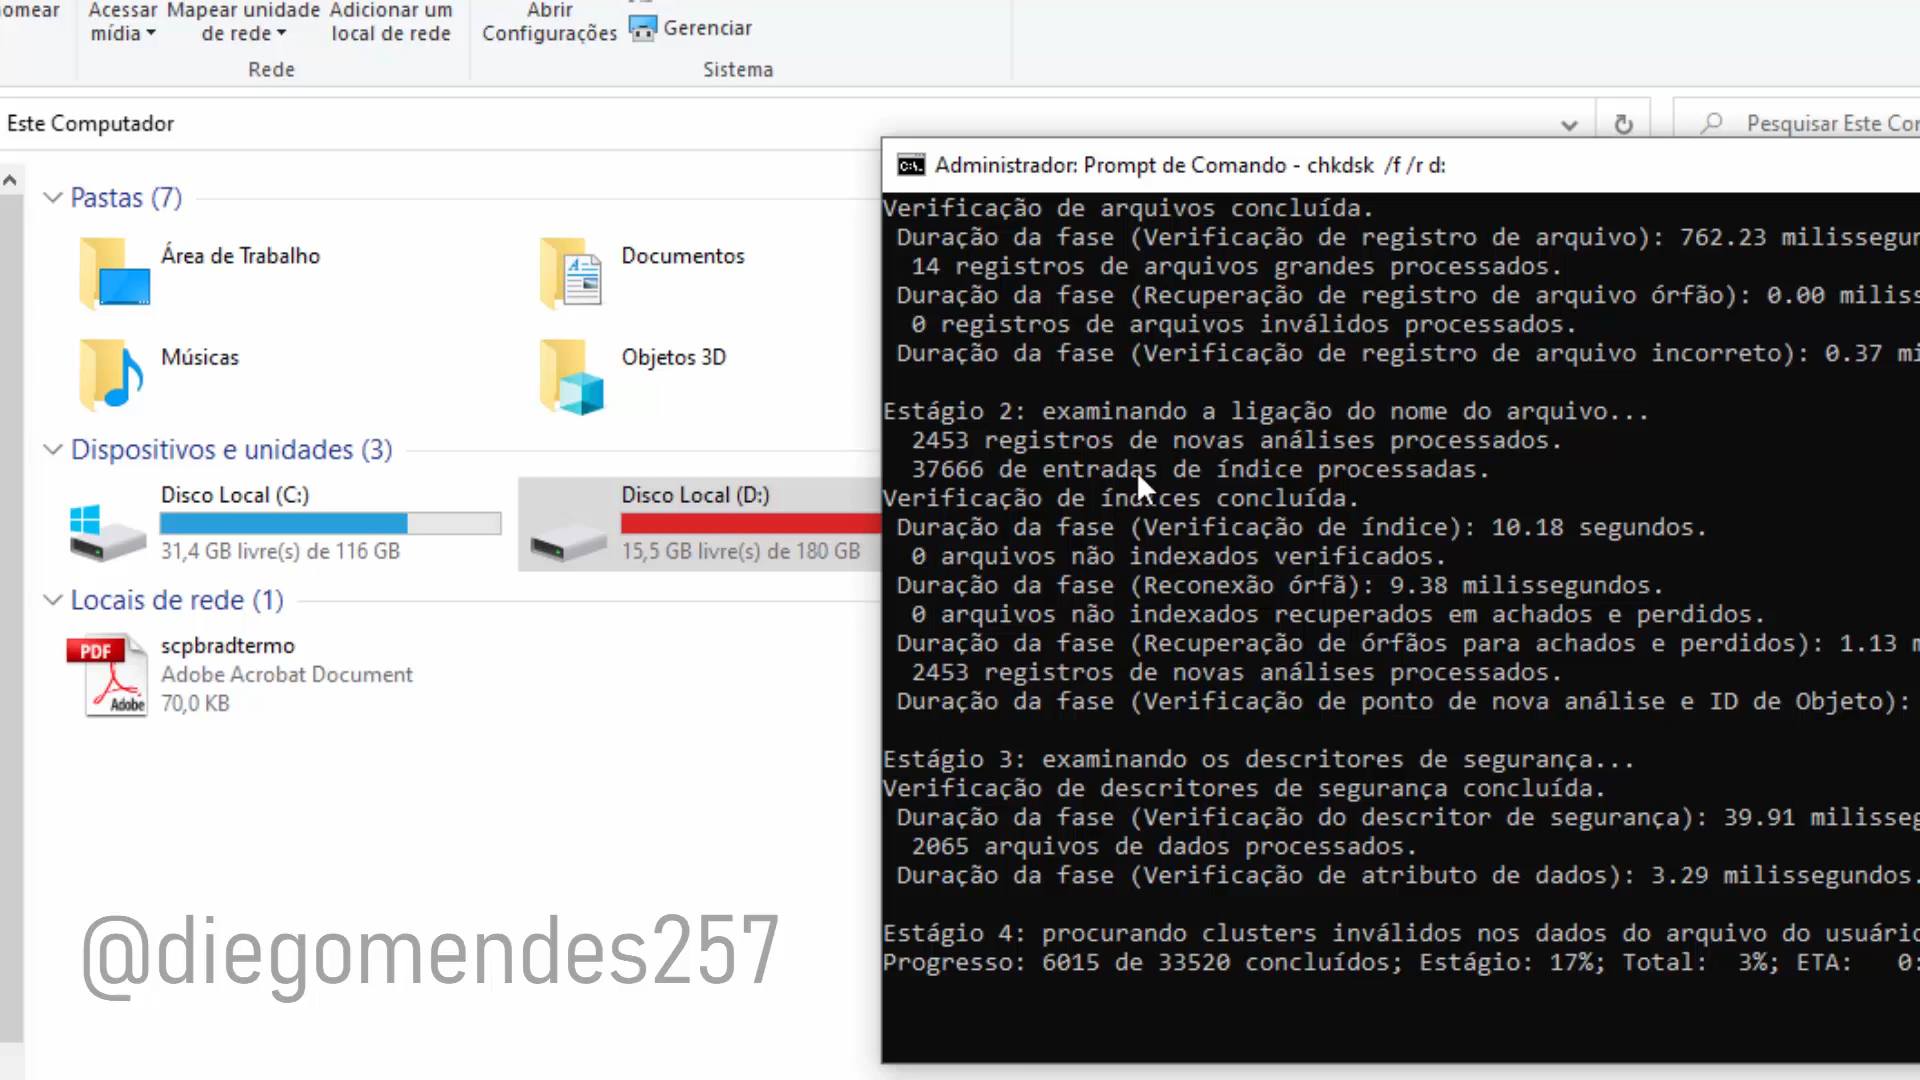 Acessar
mídia
Mapear unidade
de rede
Adicionar um
local de rede
Rede
Abrir
Configurações
Gerenciar
Sistema
Este Computador
Pesquisar Este
Pastas (7)
Área de Trabalho
Documentos
Músicas
Objetos 3D
Dispositivos e unidades (3)
Disco Local (C:)
31,4 GB livre(s) de 116 GB
Disco Local (D:)
15,5 GB livre(s) de 180 GB
Locais de rede (1)
PDF
Adobe
scpbradtermo
Adobe Acrobat Document
70,0 KB
@diegomendes257
C:\.
Administrador: Prompt de Comando - chkdsk /f /r d:
Verificação de arquivos concluída.
Duração da fase (Verificação de registro de arquivo): 762.23 milissegun
14 registros de arquivos grandes processados.
Duração da fase (Recuperação de registro de arquivo órfão): 0.00 miliss
0 registros de arquivos inválidos processados.
Duração da fase (Verificação de registro de arquivo incorreto): 0.37 mi
Estágio 2: examinando a ligação do nome do arquivo...
2453 registros de novas análises processados.
37666 de entradas de índice processadas.
Verificação de índices concluída.
Duração da fase (Verificação de índice): 10.18 segundos.
0 arquivos não indexados verificados.
Duração da fase (Reconexão órfã): 9.38 milissegundos.
0 arquivos não indexados recuperados em achados e perdidos.
Duração da fase (Recuperação de órfãos para achados e perdidos): 1.13 m
2453 registros de novas análises processados.
Duração da fase (Verificação de ponto de nova análise e ID de Objeto):
Estágio 3: examinando os descritores de segurança...
Verificação de descritores de segurança concluída.
Duração da fase (Verificação do descritor de segurança): 39.91 milisseg
2065 arquivos de dados processados.
Duração da fase (Verificação de atributo de dados): 3.29 milissegundos.
Estágio 4: procurando clusters inválidos nos dados do arquivo do usuário
Progresso: 6015 de 33520 concluídos; Estágio: 17%; Total: 3%; ETA: 0: